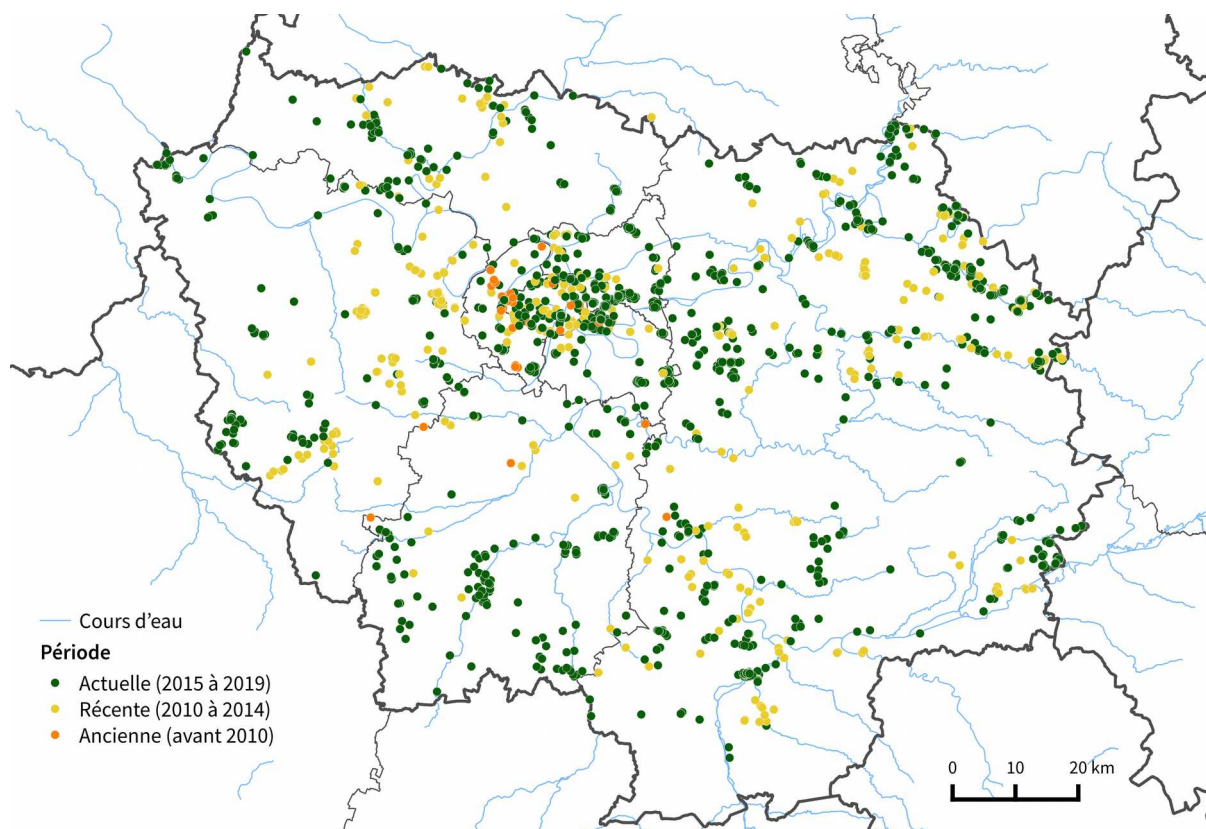 Cours d'eau
Période
Actuelle (2015 à 2019)
Récente (2010 à 2014)
Ancienne (avant 2010)
0 10 20 km